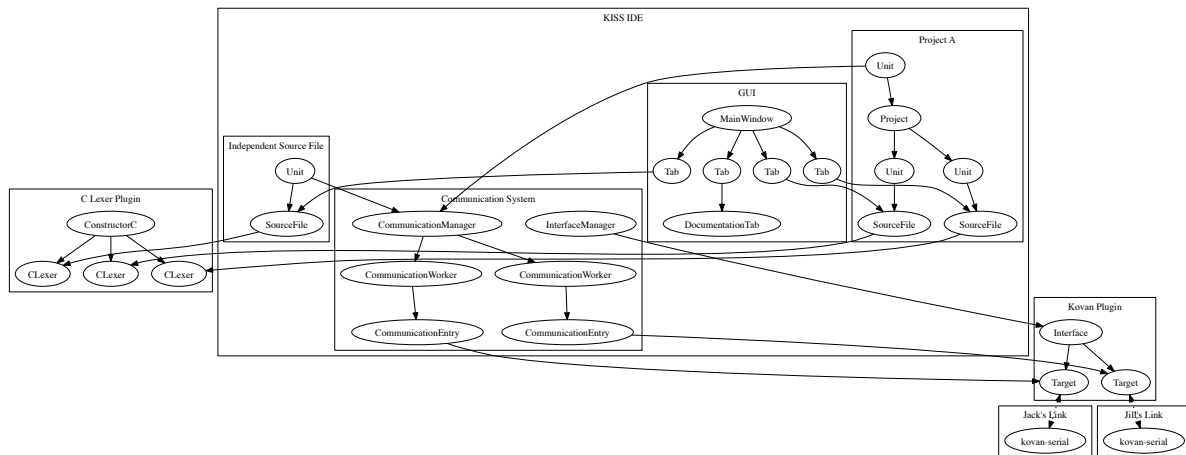 KISS IDE
Project A
Unit
GUI
MainWindow
Project
Independent Source File
Unit
Tab
Tab
Tab
Tab
Unit
Unit
C Lexer Plugin
Communication System
ConstructorC
SourceFile
CommunicationManager
InterfaceManager
DocumentationTab
SourceFile
SourceFile
CLexer
CLexer
CLexer
CommunicationWorker
CommunicationWorker
Kovan Plugin
CommunicationEntry
CommunicationEntry
Interface
Target
Target
Jack's Link
Jill's Link
kovan-serial
kovan-serial